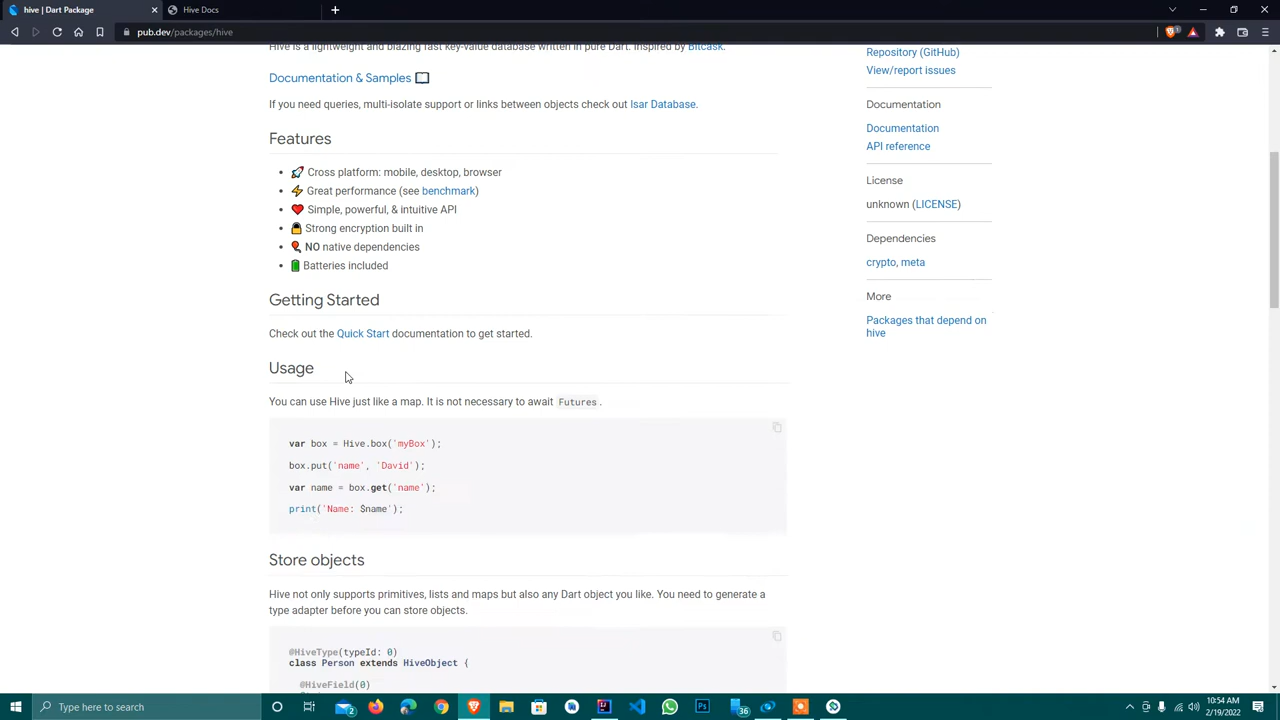 hive | Dart Package
Hive Docs
pub.dev/packages/hive
Hive is a lightweight and blazing fast key-value database written in pure Dart. Inspired by Bitcask.
Documentation & Samples
If you need queries, multi-isolate support or links between objects check out Isar Database.
Features
Cross platform: mobile, desktop, browser
Great performance (see benchmark)
Simple, powerful, & intuitive API
Strong encryption built in
NO native dependencies
Batteries included
Getting Started
Check out the Quick Start documentation to get started.
Usage
You can use Hive just like a map. It is not necessary to await Futures.
var box = Hive.box('myBox');
box.put('name', 'David');
var name = box.get('name');
print('Name: $name');
Store objects
Hive not only supports primitives, lists and maps but also any Dart object you like. You need to generate a
type adapter before you can store objects.
@HiveType(typeId: 0)
class Person extends HiveObject {
@HiveField(0)
Repository (GitHub)
View/report issues
Documentation
Documentation
API reference
License
unknown (LICENSE)
Dependencies
crypto, meta
More
Packages that depend on
hive
Type here to search
2
36
10:54 AM
2/19/2022